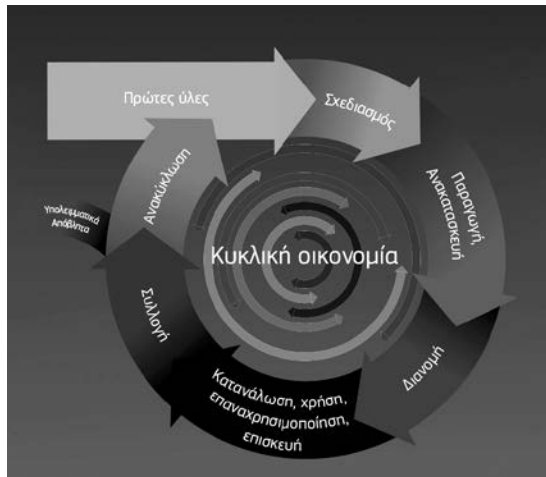 Πρώτες ύλες
Σχεδιασμός
Παραγωγή,
Ανακατασκευή
Διανομή
Κατανάλωση, χρήση,
επαναχρησιμοποίηση,
επισκευή
Συλλογή
Ανακύκλωση
Υπολειμματικά
Απόβλητα
Κυκλική οικονομία